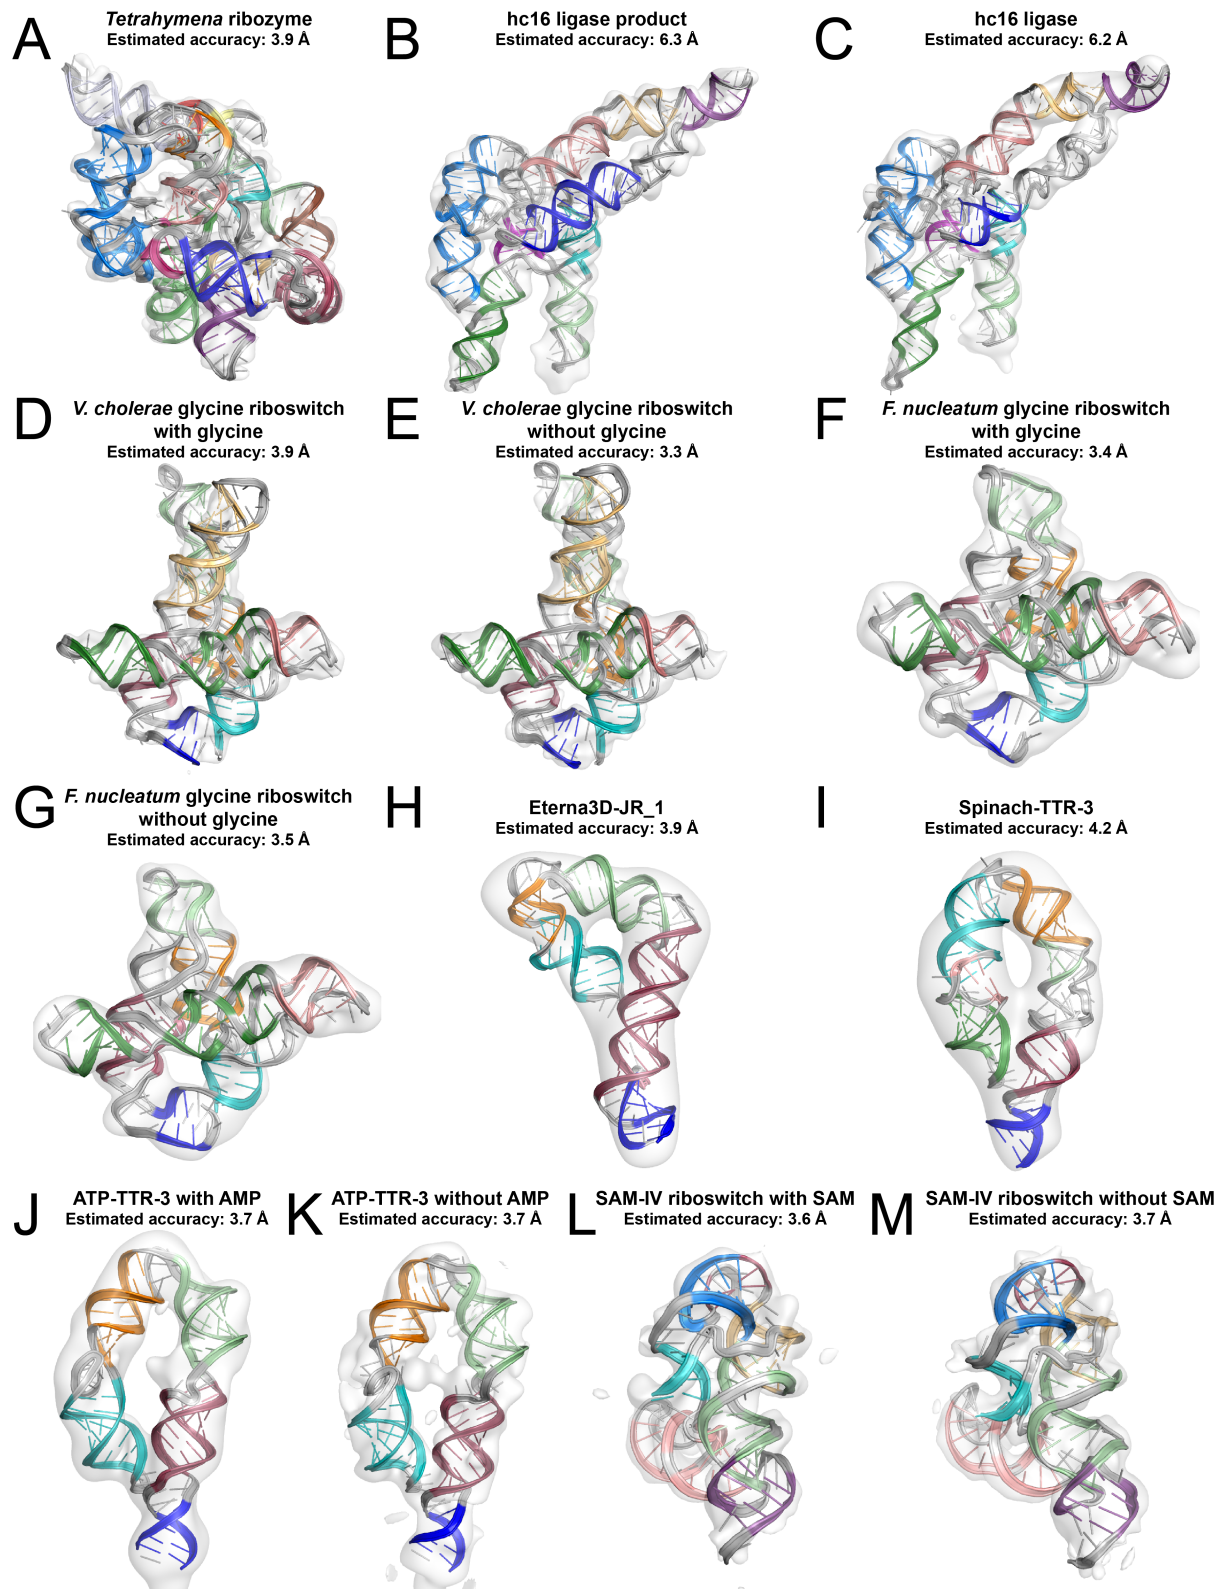 A
Tetrahymena ribozyme
Estimated accuracy: 3.9 Å
B
hc16 ligase product
Estimated accuracy: 6.3 Å
C
hc16 ligase
Estimated accuracy: 6.2 Å
D
V. cholerae glycine riboswitch
with glycine
Estimated accuracy: 3.9 Å
E
V. cholerae glycine riboswitch
without glycine
Estimated accuracy: 3.3 Å
F
F. nucleatum glycine riboswitch
with glycine
Estimated accuracy: 3.4 Å
G
F. nucleatum glycine riboswitch
without glycine
Estimated accuracy: 3.5 Å
H
Eterna3D-JR_1
Estimated accuracy: 3.9 Å
I
Spinach-TTR-3
Estimated accuracy: 4.2 Å
J
ATP-TTR-3 with AMP
Estimated accuracy: 3.7 Å
K
ATP-TTR-3 without AMP
Estimated accuracy: 3.7 Å
L
SAM-IV riboswitch with SAM
Estimated accuracy: 3.6 Å
M
SAM-IV riboswitch without SAM
Estimated accuracy: 3.7 Å